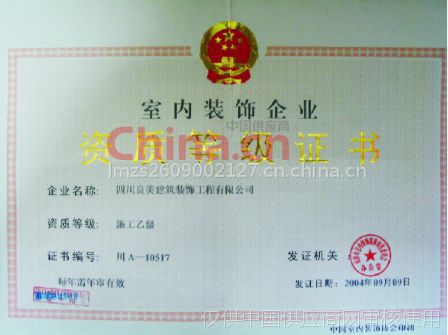 室内装饰企业
中国供应商
China.cn
资质等级证书
lmzs2609002127.cn.china.cn
企业名称: 四川良美建筑装饰工程有限公司
资质等级: 施工乙级
证书编号: 川 A—10517
发证机关
每年需年审有效
发证日期: 2004年09月09日
仅供中国供应商网审核使用
中国室内装饰协会印制